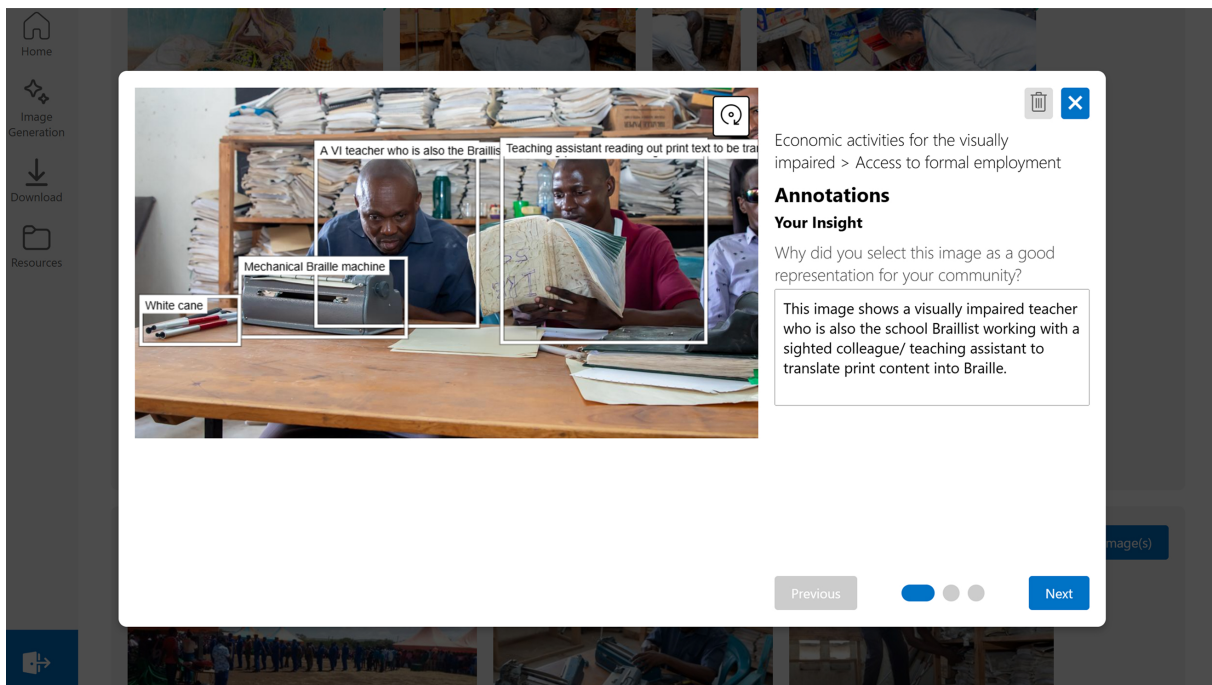 Home
Image
Generation
Download
Resources
A VI teacher who is also the Braillis
Teaching assistant reading out print text to be tra
Mechanical Braille machine
White cane
Economic activities for the visually
impaired > Access to formal employment
Annotations
Your Insight
Why did you select this image as a good
representation for your community?
This image shows a visually impaired teacher
who is also the school Braillist working with a
sighted colleague/ teaching assistant to
translate print content into Braille.
mage(s)
Previous
Next